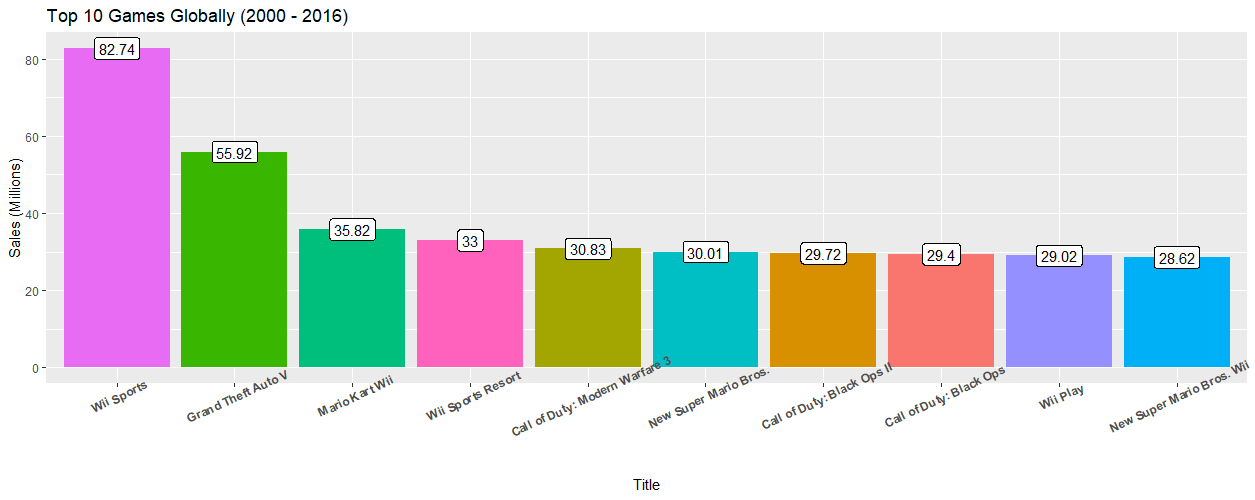 Top 10 Games Globally (2000 - 2016)
Sales (Millions)
80
60
40
20
0
82.74
55.92
35.82
33
30.83
30.01
29.72
29.4
29.02
28.62
Wii Sports
Grand Theft Auto V
Mario Kart Wii
Wii Sports Resort
Call of Duty: Modern Warfare 3
New Super Mario Bros.
Call of Duty: Black Ops II
Call of Duty: Black Ops
Wii Play
New Super Mario Bros. Wii
Title